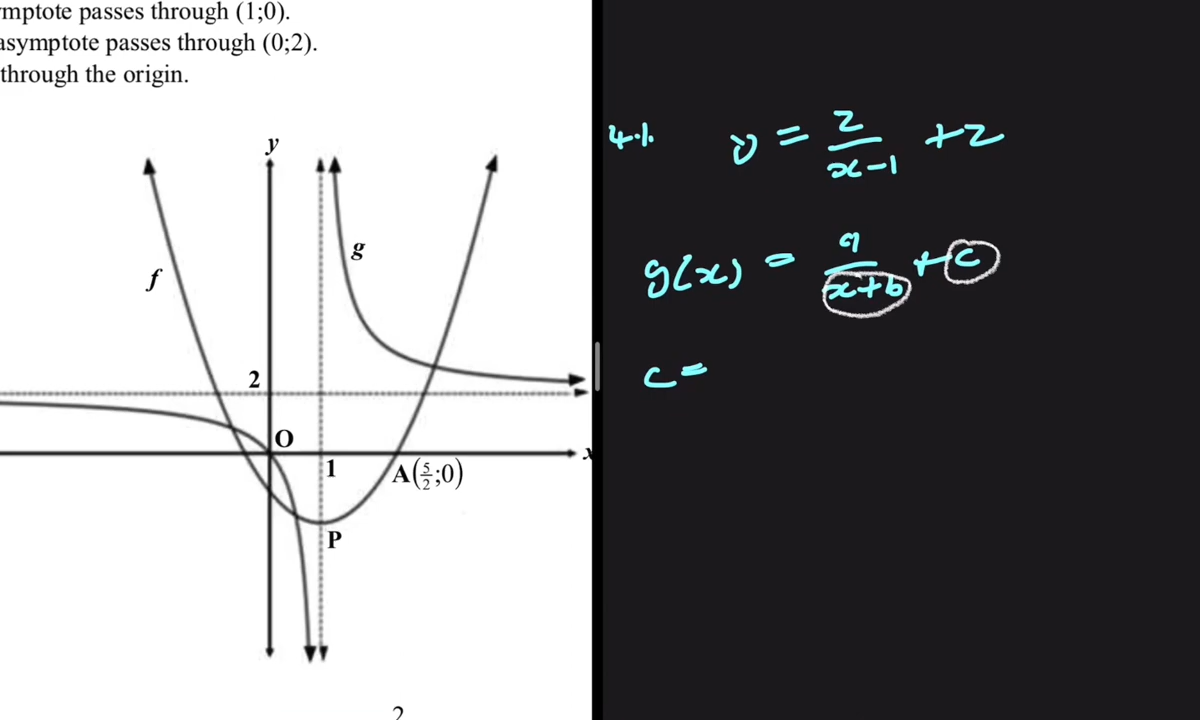 mptote passes through (1;0).
asymptote passes through (0;2).
through the origin.
y
g
f
2
O
1
A(5/2;0)
x
P
2
4.1. y = 2/(x-1) +2
g(x) = a/(x+b) + c
c =